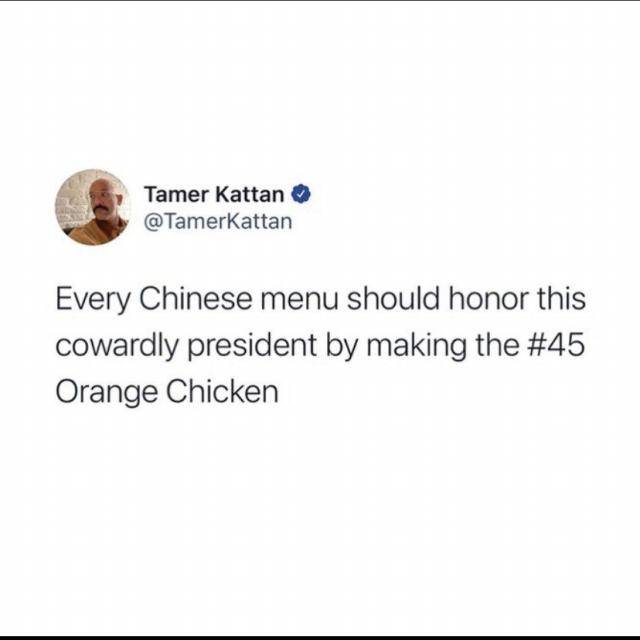 Tamer Kattan
@TamerKattan
Every Chinese menu should honor this
cowardly president by making the #45
Orange Chicken